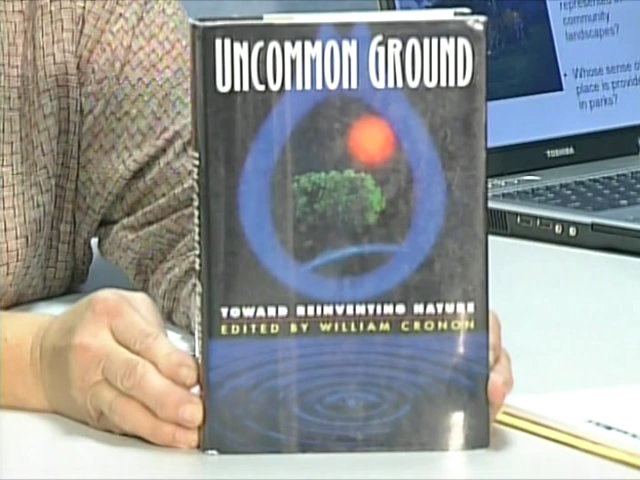 UNCOMMON GROUND
TOWARD REINVENTING NATURE
EDITED BY WILLIAM CRONON
community
landscapes?
• Whose sense of
place is provided
in parks?
TOSHIBA